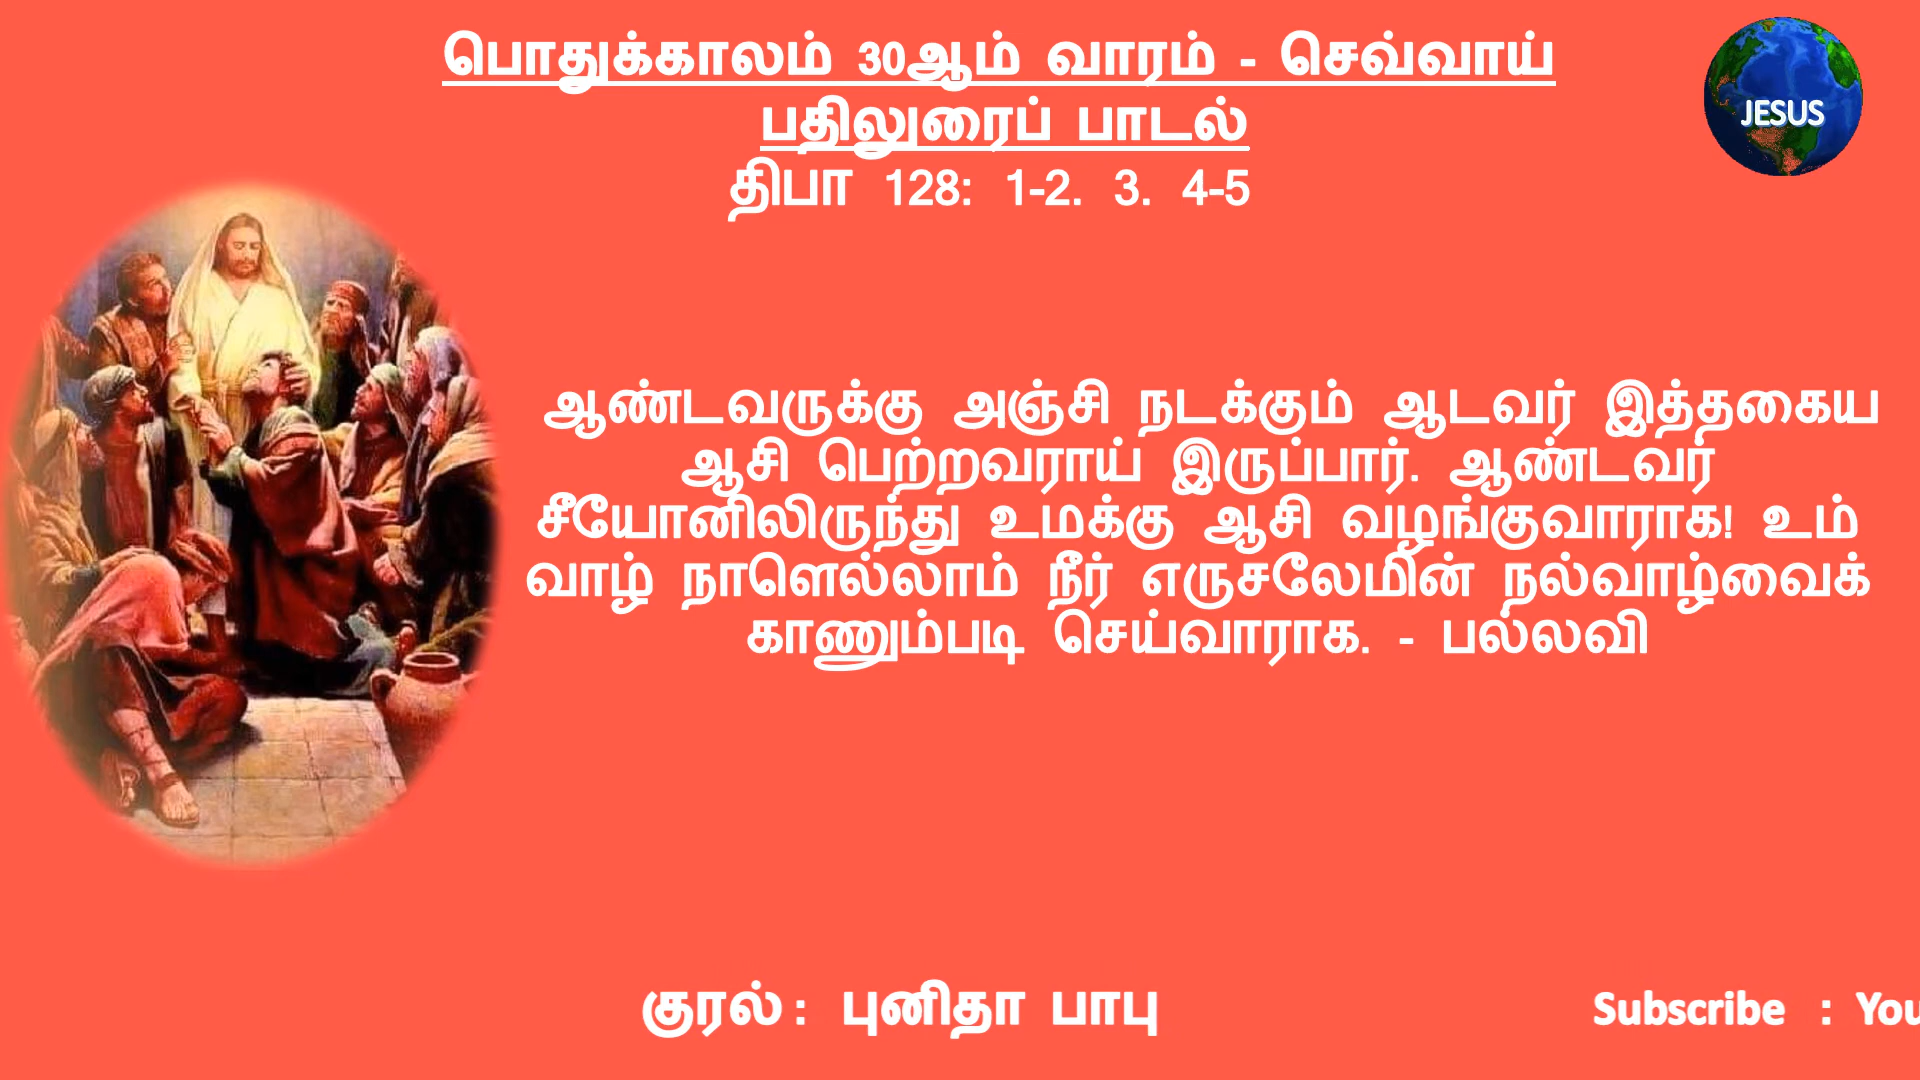 பொதுக்காலம் 30ஆம் வாரம் - செவ்வாய்
பதிலுரைப் பாடல்
திபா 128: 1-2. 3. 4-5
JESUS
ஆண்டவருக்கு அஞ்சி நடக்கும் ஆடவர் இத்தகைய
ஆசி பெற்றவராய் இருப்பார். ஆண்டவர்
சீயோனிலிருந்து உமக்கு ஆசி வழங்குவாராக! உம்
வாழ் நாளெல்லாம் நீர் எருசலேமின் நல்வாழ்வைக்
காணும்படி செய்வாராக. - பல்லவி
குரல் : புனிதா பாபு
Subscribe : You